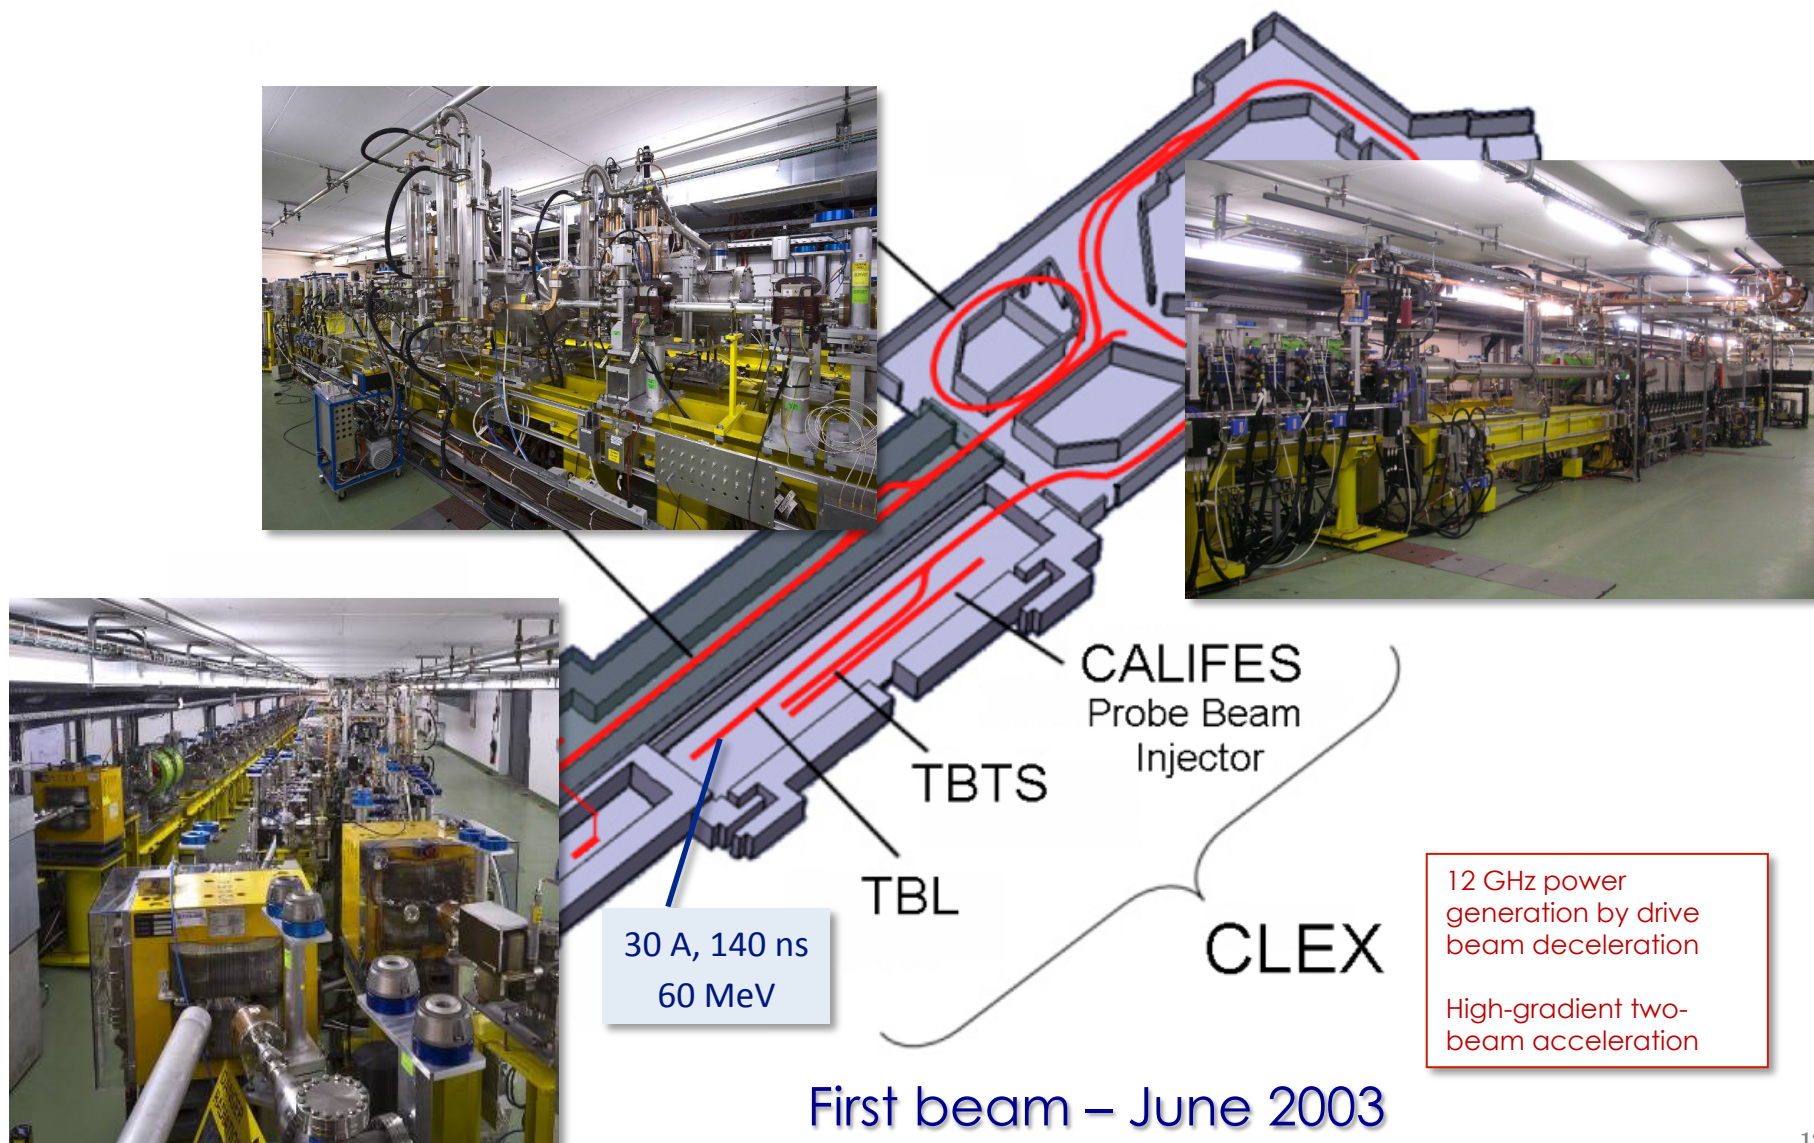 CALIFES
Probe Beam
Injector
TBTS
TBL
30 A, 140 ns
60 MeV
CLEX
12 GHz power
generation by drive
beam deceleration
High-gradient two-
beam acceleration
First beam – June 2003